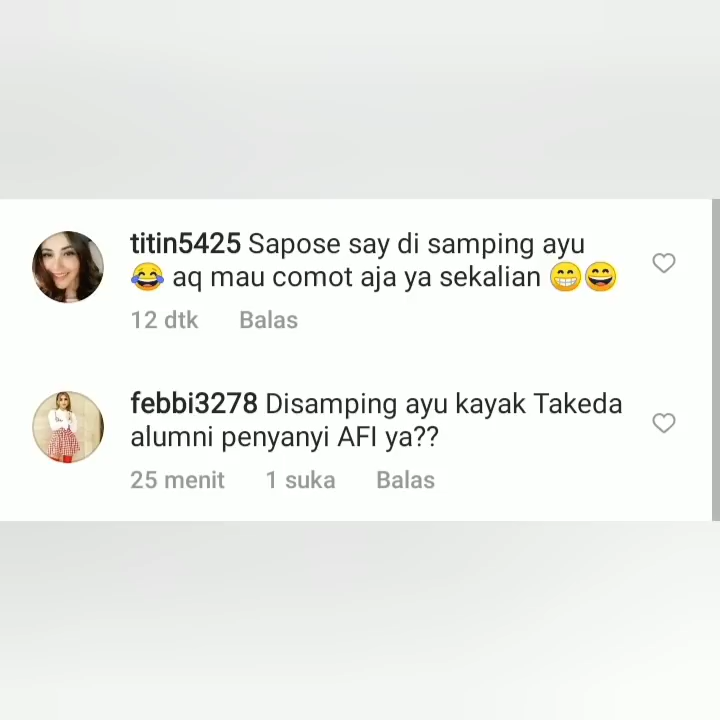 titin5425 Sapose say di samping ayu
😂 aq mau comot aja ya sekalian 😁😄
12 dtk Balas
febbi3278 Disamping ayu kayak Takeda
alumni penyanyi AFI ya??
25 menit 1 suka Balas